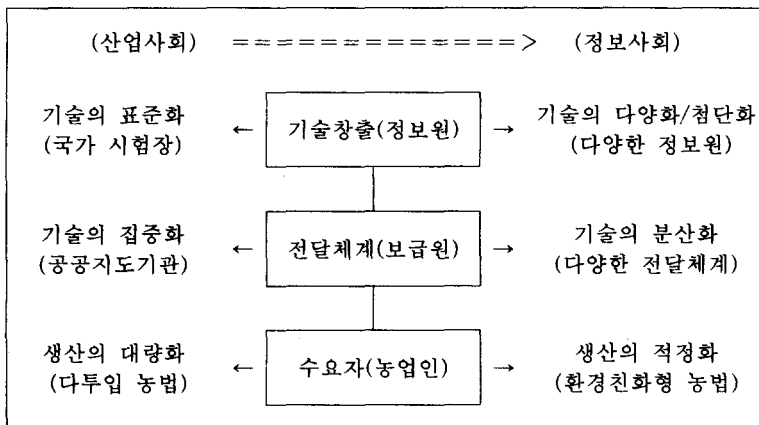 (산업사회) = = = = = = = = = = = = = > (정보사회)
기술의 표준화
(국가 시험장)
← 기술창출(정보원) →
기술의 다양화/첨단화
(다양한 정보원)
기술의 집중화
(공공지도기관)
← 전달체계(보급원) →
기술의 분산화
(다양한 전달체계)
생산의 대량화
(다투입 농법)
← 수요자(농업인) →
생산의 적정화
(환경친화형 농법)